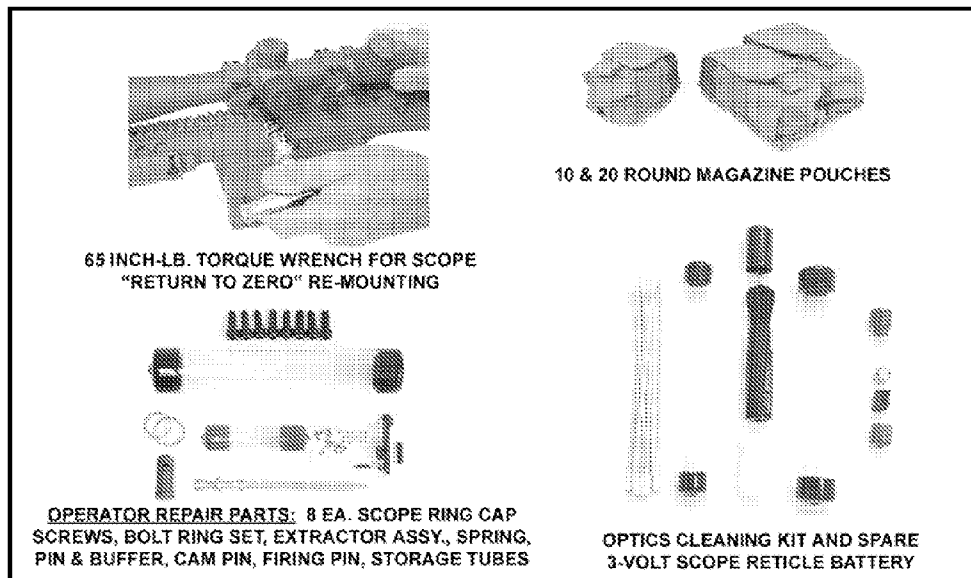 65 INCH-LB. TORQUE WRENCH FOR SCOPE
"RETURN TO ZERO" RE-MOUNTING
10 & 20 ROUND MAGAZINE POUCHES
OPERATOR REPAIR PARTS: 8 EA. SCOPE RING CAP
SCREWS, BOLT RING SET, EXTRACTOR ASSY., SPRING,
PIN & BUFFER, CAM PIN, FIRING PIN, STORAGE TUBES
OPTICS CLEANING KIT AND SPARE
3-VOLT SCOPE RETICLE BATTERY